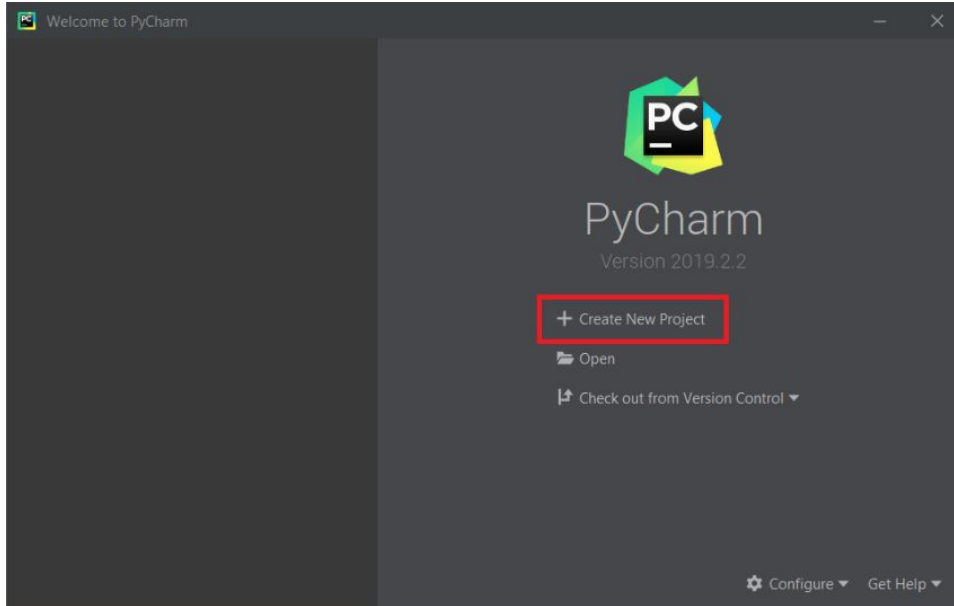 Welcome to PyCharm
PC
PyCharm
Version 2019.2.2
Create New Project
Open
Check out from Version Control
Configure Get Help